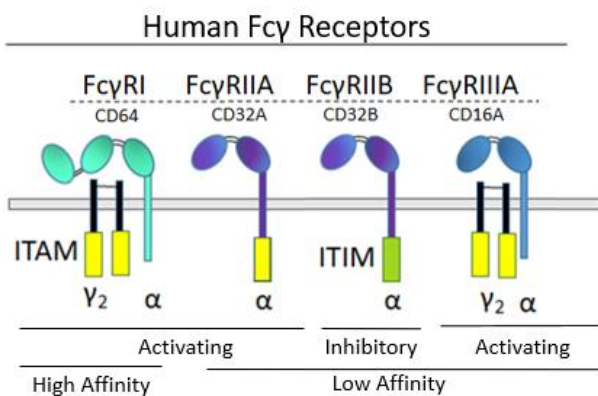 Human Fcγ Receptors
FcγRI FcγRIIA FcγRIIB FcγRIIIA
CD64 CD32A CD32B CD16A
ITAM ITIM
γ₂ α α α γ₂ α
Activating Inhibitory Activating
High Affinity Low Affinity